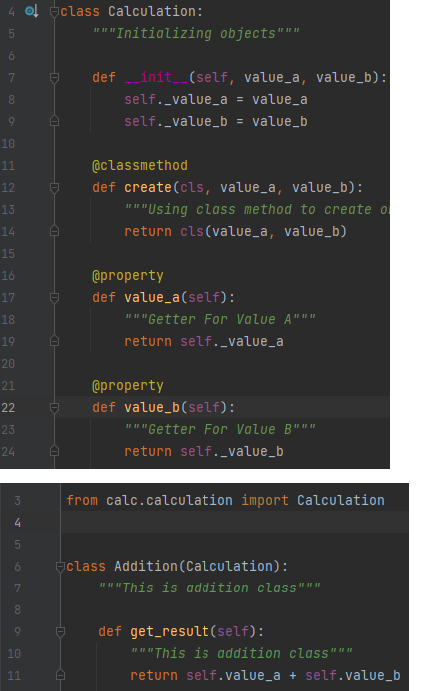 4 class Calculation:
5 """Initializing objects"""
6
7 def __init__(self, value_a, value_b):
8 self._value_a = value_a
9 self._value_b = value_b
10
11 @classmethod
12 def create(cls, value_a, value_b):
13 """Using class method to create
14 return cls(value_a, value_b)
15
16 @property
17 def value_a(self):
18 """Getter For Value A"""
19 return self._value_a
20
21 @property
22 def value_b(self):
23 """Getter For Value B"""
24 return self._value_b
3 from calc.calculation import Calculation
4
5
6 class Addition(Calculation):
7 """This is addition class"""
8
9 def get_result(self):
10 """This is addition class"""
11 return self.value_a + self.value_b